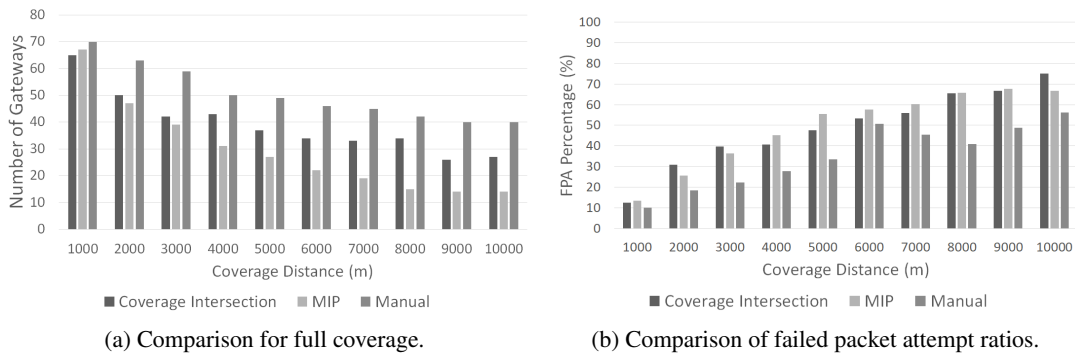 80
70
60
50
40
30
20
10
0
Number of Gateways
1000 2000 3000 4000 5000 6000 7000 8000 9000 10000
Coverage Distance (m)
Coverage Intersection MIP Manual
(a) Comparison for full coverage.
100
90
80
70
60
50
40
30
20
10
0
FPA Percentage (%)
1000 2000 3000 4000 5000 6000 7000 8000 9000 10000
Coverage Distance (m)
Coverage Intersection MIP Manual
(b) Comparison of failed packet attempt ratios.